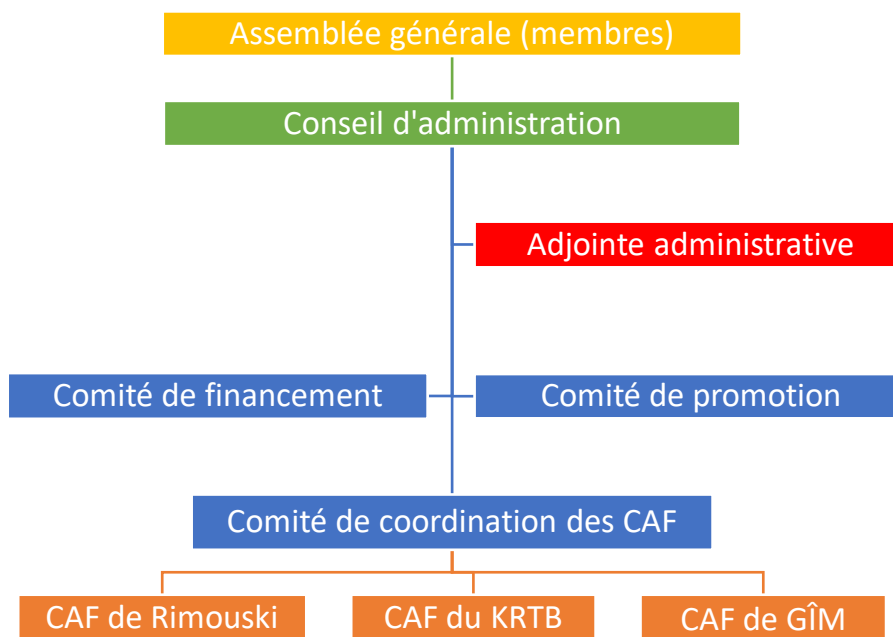 Assemblée générale (membres)
Conseil d'administration
Adjointe administrative
Comité de financement
Comité de promotion
Comité de coordination des CAF
CAF de Rimouski
CAF du KRTB
CAF de GÎM